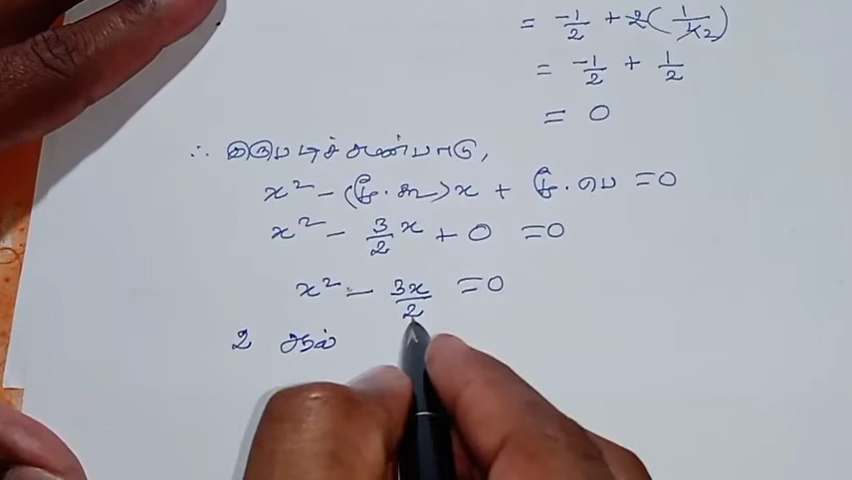 = -1/2 + 2(1/42)
= -1/2 + 1/2
= 0
∴ இருபடிச் சமன்பாடு,
x² - (மூ.கூ)x + மூ.பெ = 0
x² - 3/2 x + 0 = 0
x² - 3x/2 = 0
2 ஆல்